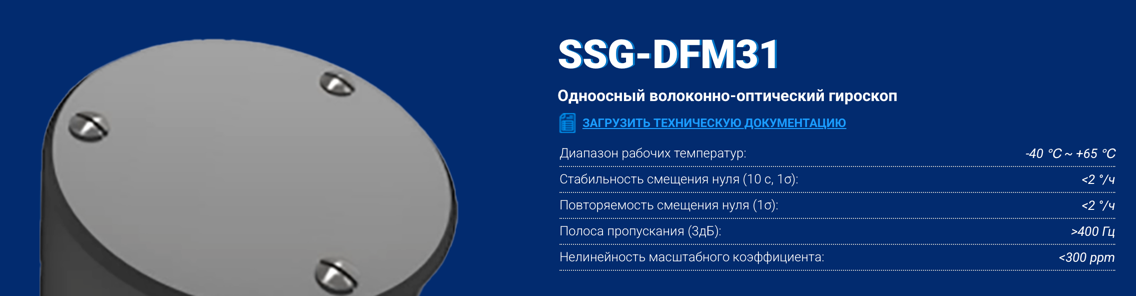 SSG-DFM31
Одноосный волоконно-оптический гироскоп
ЗАГРУЗИТЬ ТЕХНИЧЕСКУЮ ДОКУМЕНТАЦИЮ
Диапазон рабочих температур: -40 °C ~ +65 °C
Стабильность смещения нуля (10 с, 1σ): <2 °/ч
Повторяемость смещения нуля (1σ): <2 °/ч
Полоса пропускания (3дБ): >400 Гц
Нелинейность масштабного коэффициента: <300 ppm